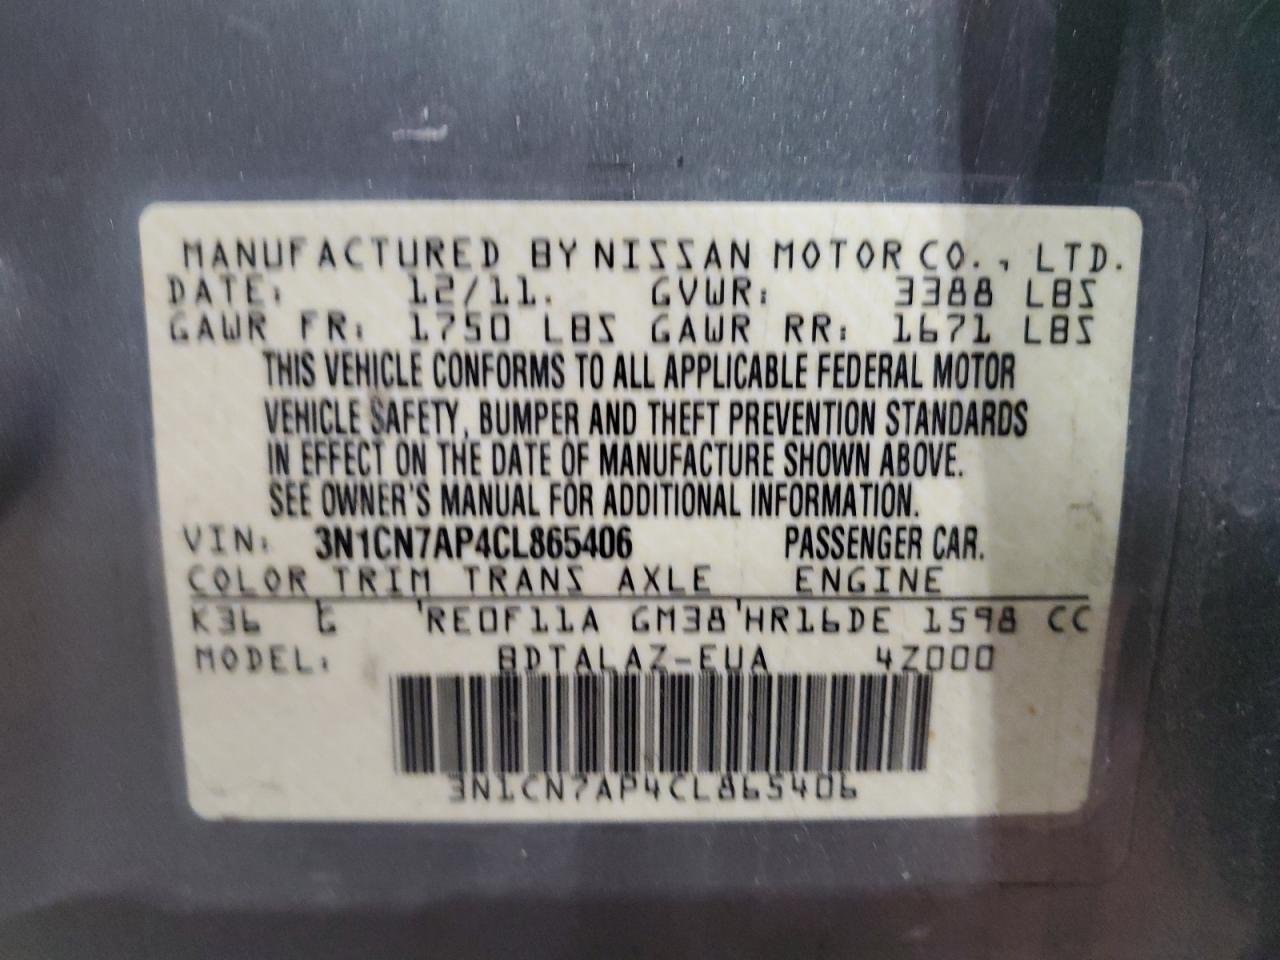 MANUFACTURED BY NISSAN MOTOR CO., LTD.
DATE: 12/11. GVWR: 3388 LBS
GAWR FR: 1750 LBS GAWR RR: 1671 LBS
THIS VEHICLE CONFORMS TO ALL APPLICABLE FEDERAL MOTOR
VEHICLE SAFETY, BUMPER AND THEFT PREVENTION STANDARDS
IN EFFECT ON THE DATE OF MANUFACTURE SHOWN ABOVE.
SEE OWNER'S MANUAL FOR ADDITIONAL INFORMATION.
VIN: 3N1CN7AP4CL865406 PASSENGER CAR.
COLOR TRIM TRANS AXLE ENGINE
K36 G 'RE0F11A GM38'HR16DE 1598 CC
MODEL: BDTALAZ-EUA 4Z000
3N1CN7AP4CL865406